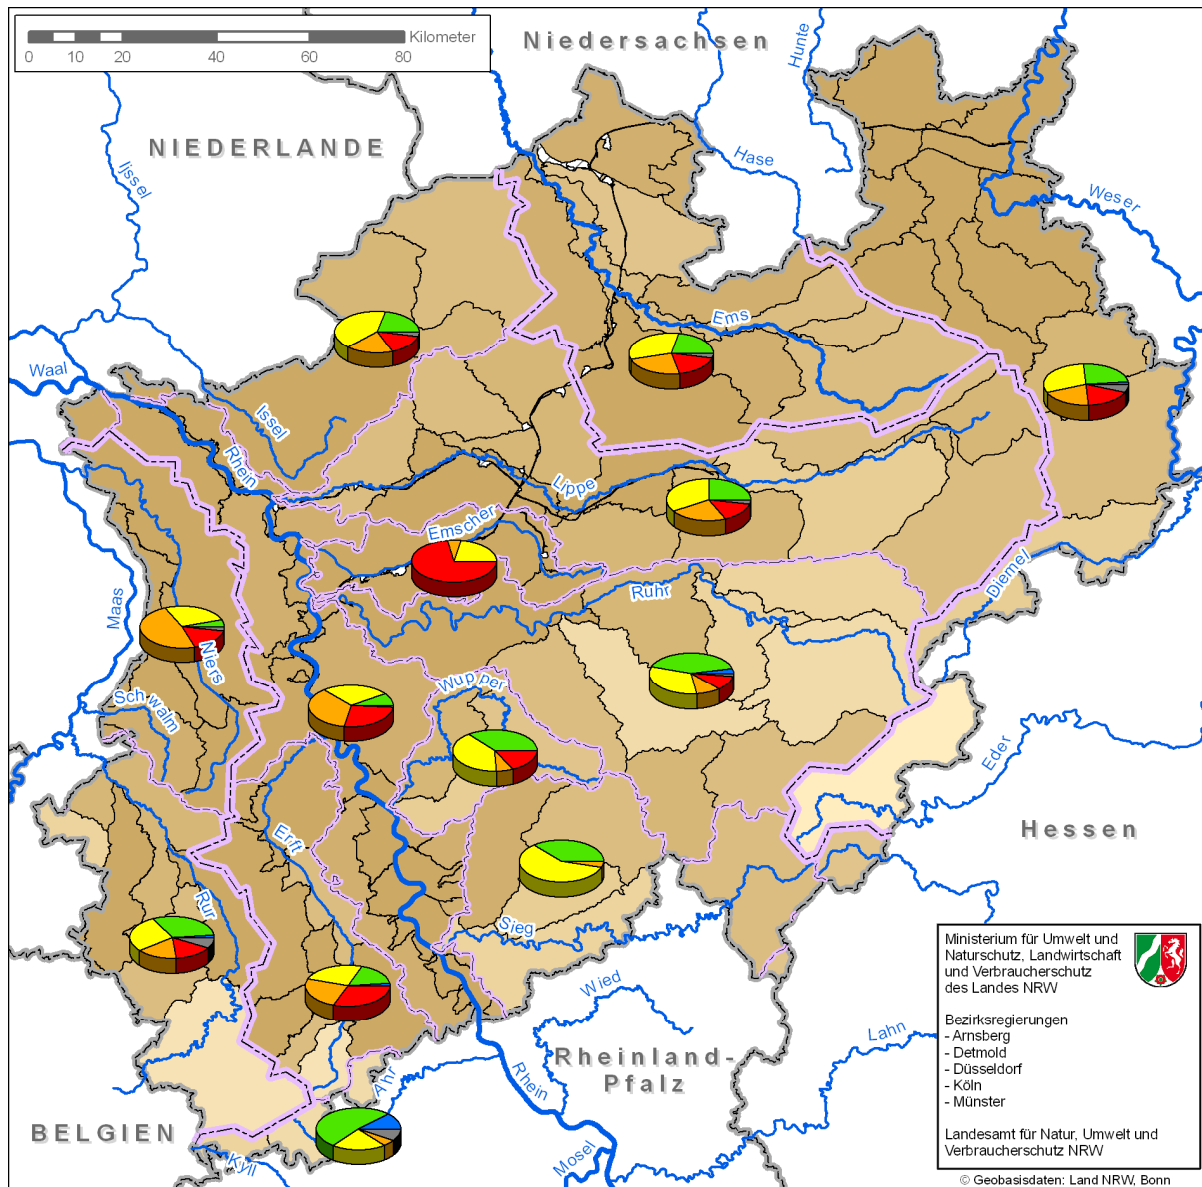 Kilometer
0 10 20 40 60 80
Niedersachsen
Hunte
NIEDERLANDE
Hase
Ijssel
Weser
Ems
Waal
Issel
Rhein
Lippe
Emscher
Diemel
Ruhr
Maas
Niers
Wupper
Schwalm
Eder
Hessen
Erft
Rur
Sieg
Wied
Lahn
Rheinland-
Pfalz
Rhein
Ahr
BELGIEN
Kyll
Mosel
Ministerium für Umwelt und
Naturschutz, Landwirtschaft
und Verbraucherschutz
des Landes NRW
Bezirksregierungen
- Arnsberg
- Detmold
- Düsseldorf
- Köln
- Münster
Landesamt für Natur, Umwelt und
Verbraucherschutz NRW
© Geobasisdaten: Land NRW, Bonn